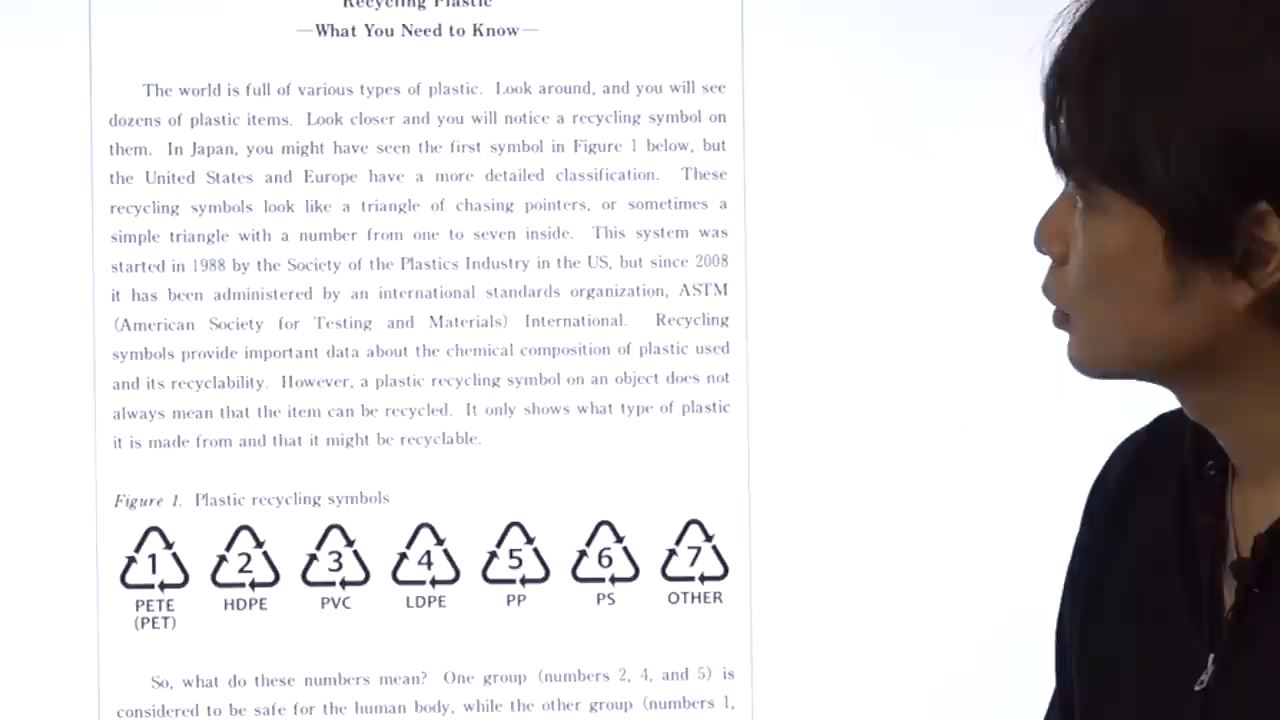 Recycling Plastic
—What You Need to Know—
The world is full of various types of plastic. Look around, and you will see
dozens of plastic items. Look closer and you will notice a recycling symbol on
them. In Japan, you might have seen the first symbol in Figure 1 below, but
the United States and Europe have a more detailed classification. These
recycling symbols look like a triangle of chasing pointers, or sometimes a
simple triangle with a number from one to seven inside. This system was
started in 1988 by the Society of the Plastics Industry in the US, but since 2008
it has been administered by an international standards organization, ASTM
(American Society for Testing and Materials) International. Recycling
symbols provide important data about the chemical composition of plastic used
and its recyclability. However, a plastic recycling symbol on an object does not
always mean that the item can be recycled. It only shows what type of plastic
it is made from and that it might be recyclable.
Figure 1. Plastic recycling symbols
1 2 3 4 5 6 7
PETE HDPE PVC LDPE PP PS OTHER
(PET)
So, what do these numbers mean? One group (numbers 2, 4, and 5) is
considered to be safe for the human body, while the other group (numbers 1,